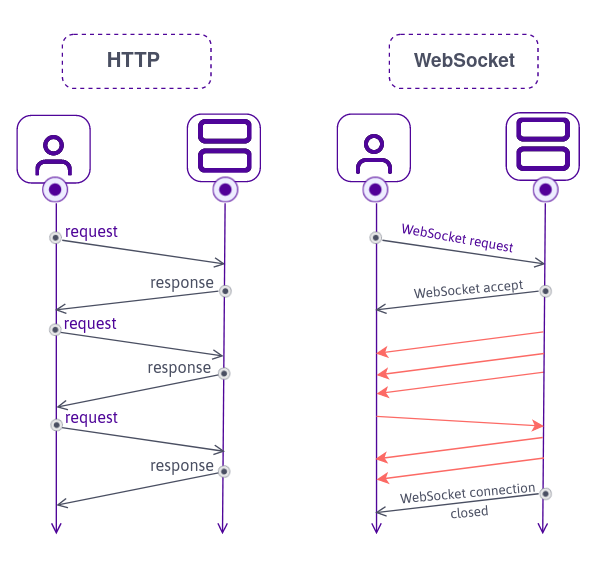 HTTP
request
response
request
response
request
response
WebSocket
WebSocket request
WebSocket accept
WebSocket connection
closed